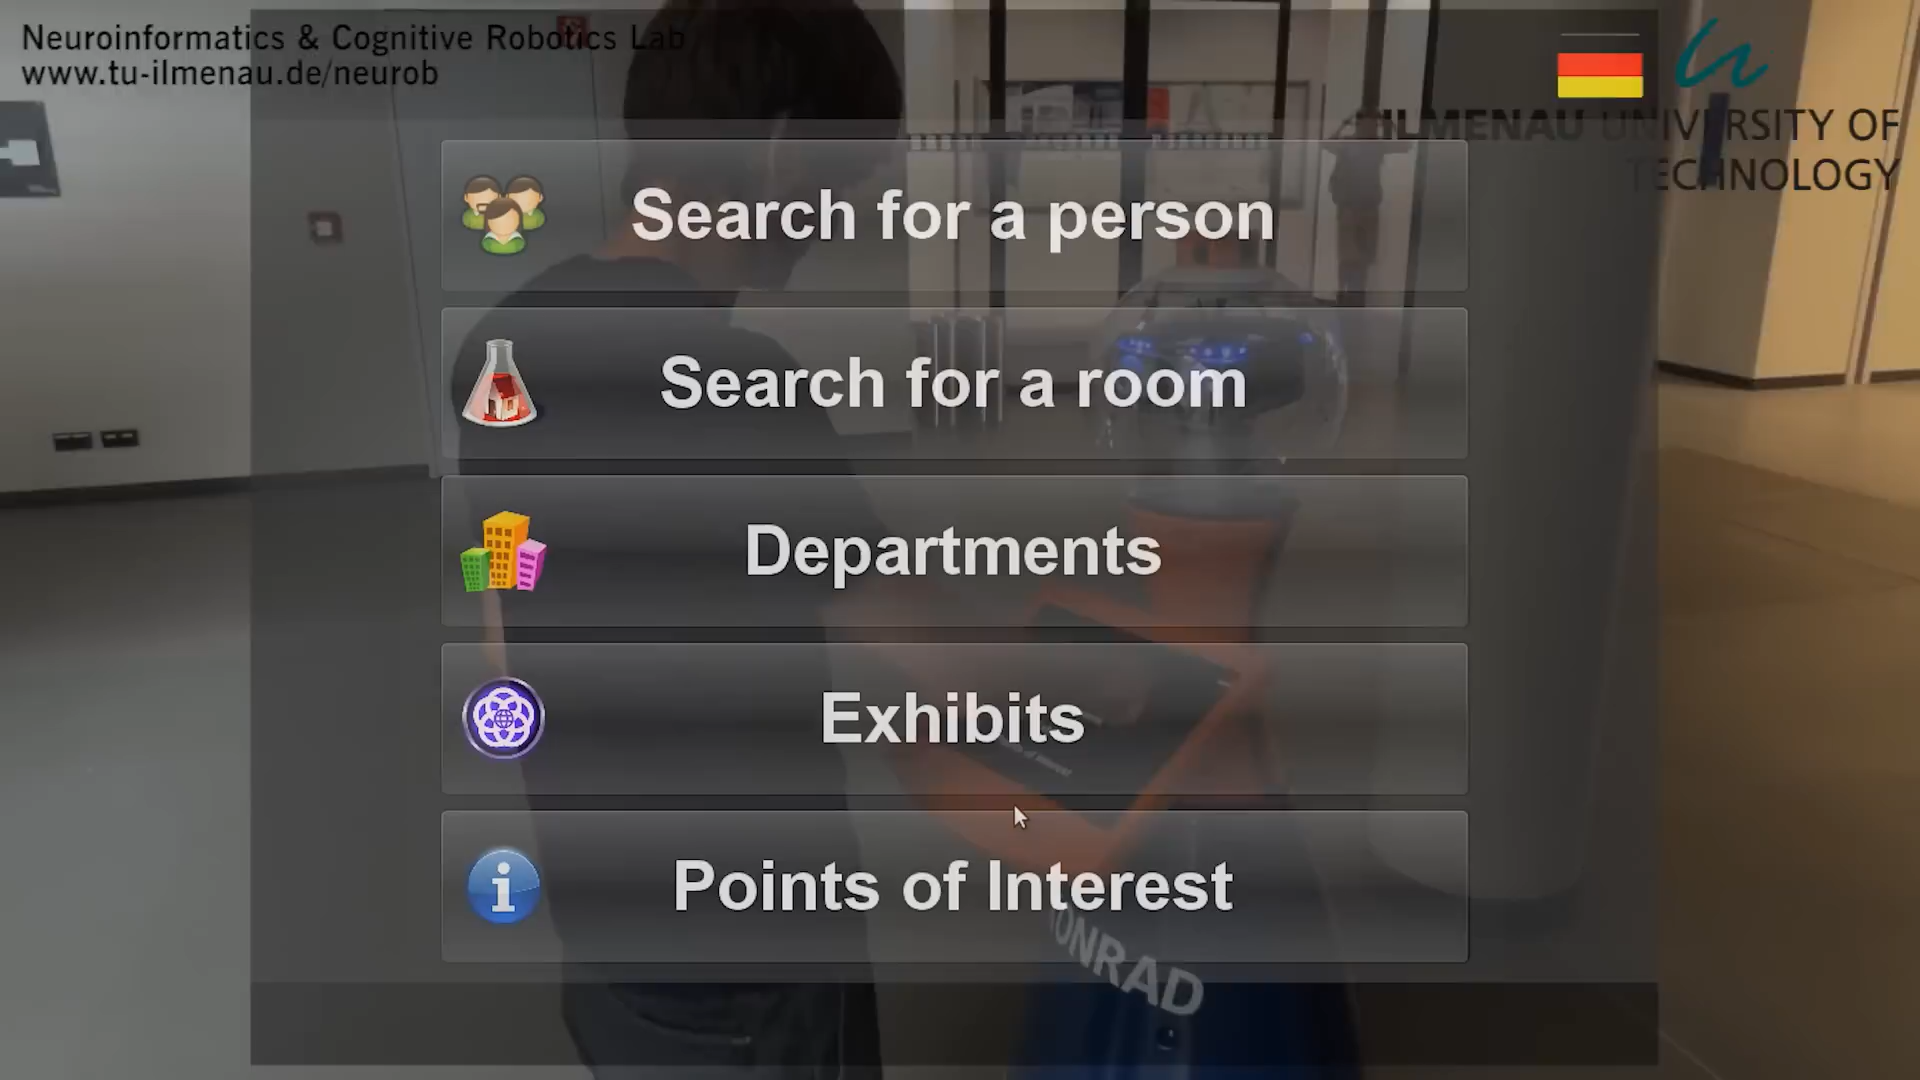 Neuroinformatics & Cognitive Robotics Lab
www.tu-ilmenau.de/neurob
ILMENAU UNIVERSITY OF
TECHNOLOGY
Search for a person
Search for a room
Departments
Exhibits
Points of Interest
ONRAD